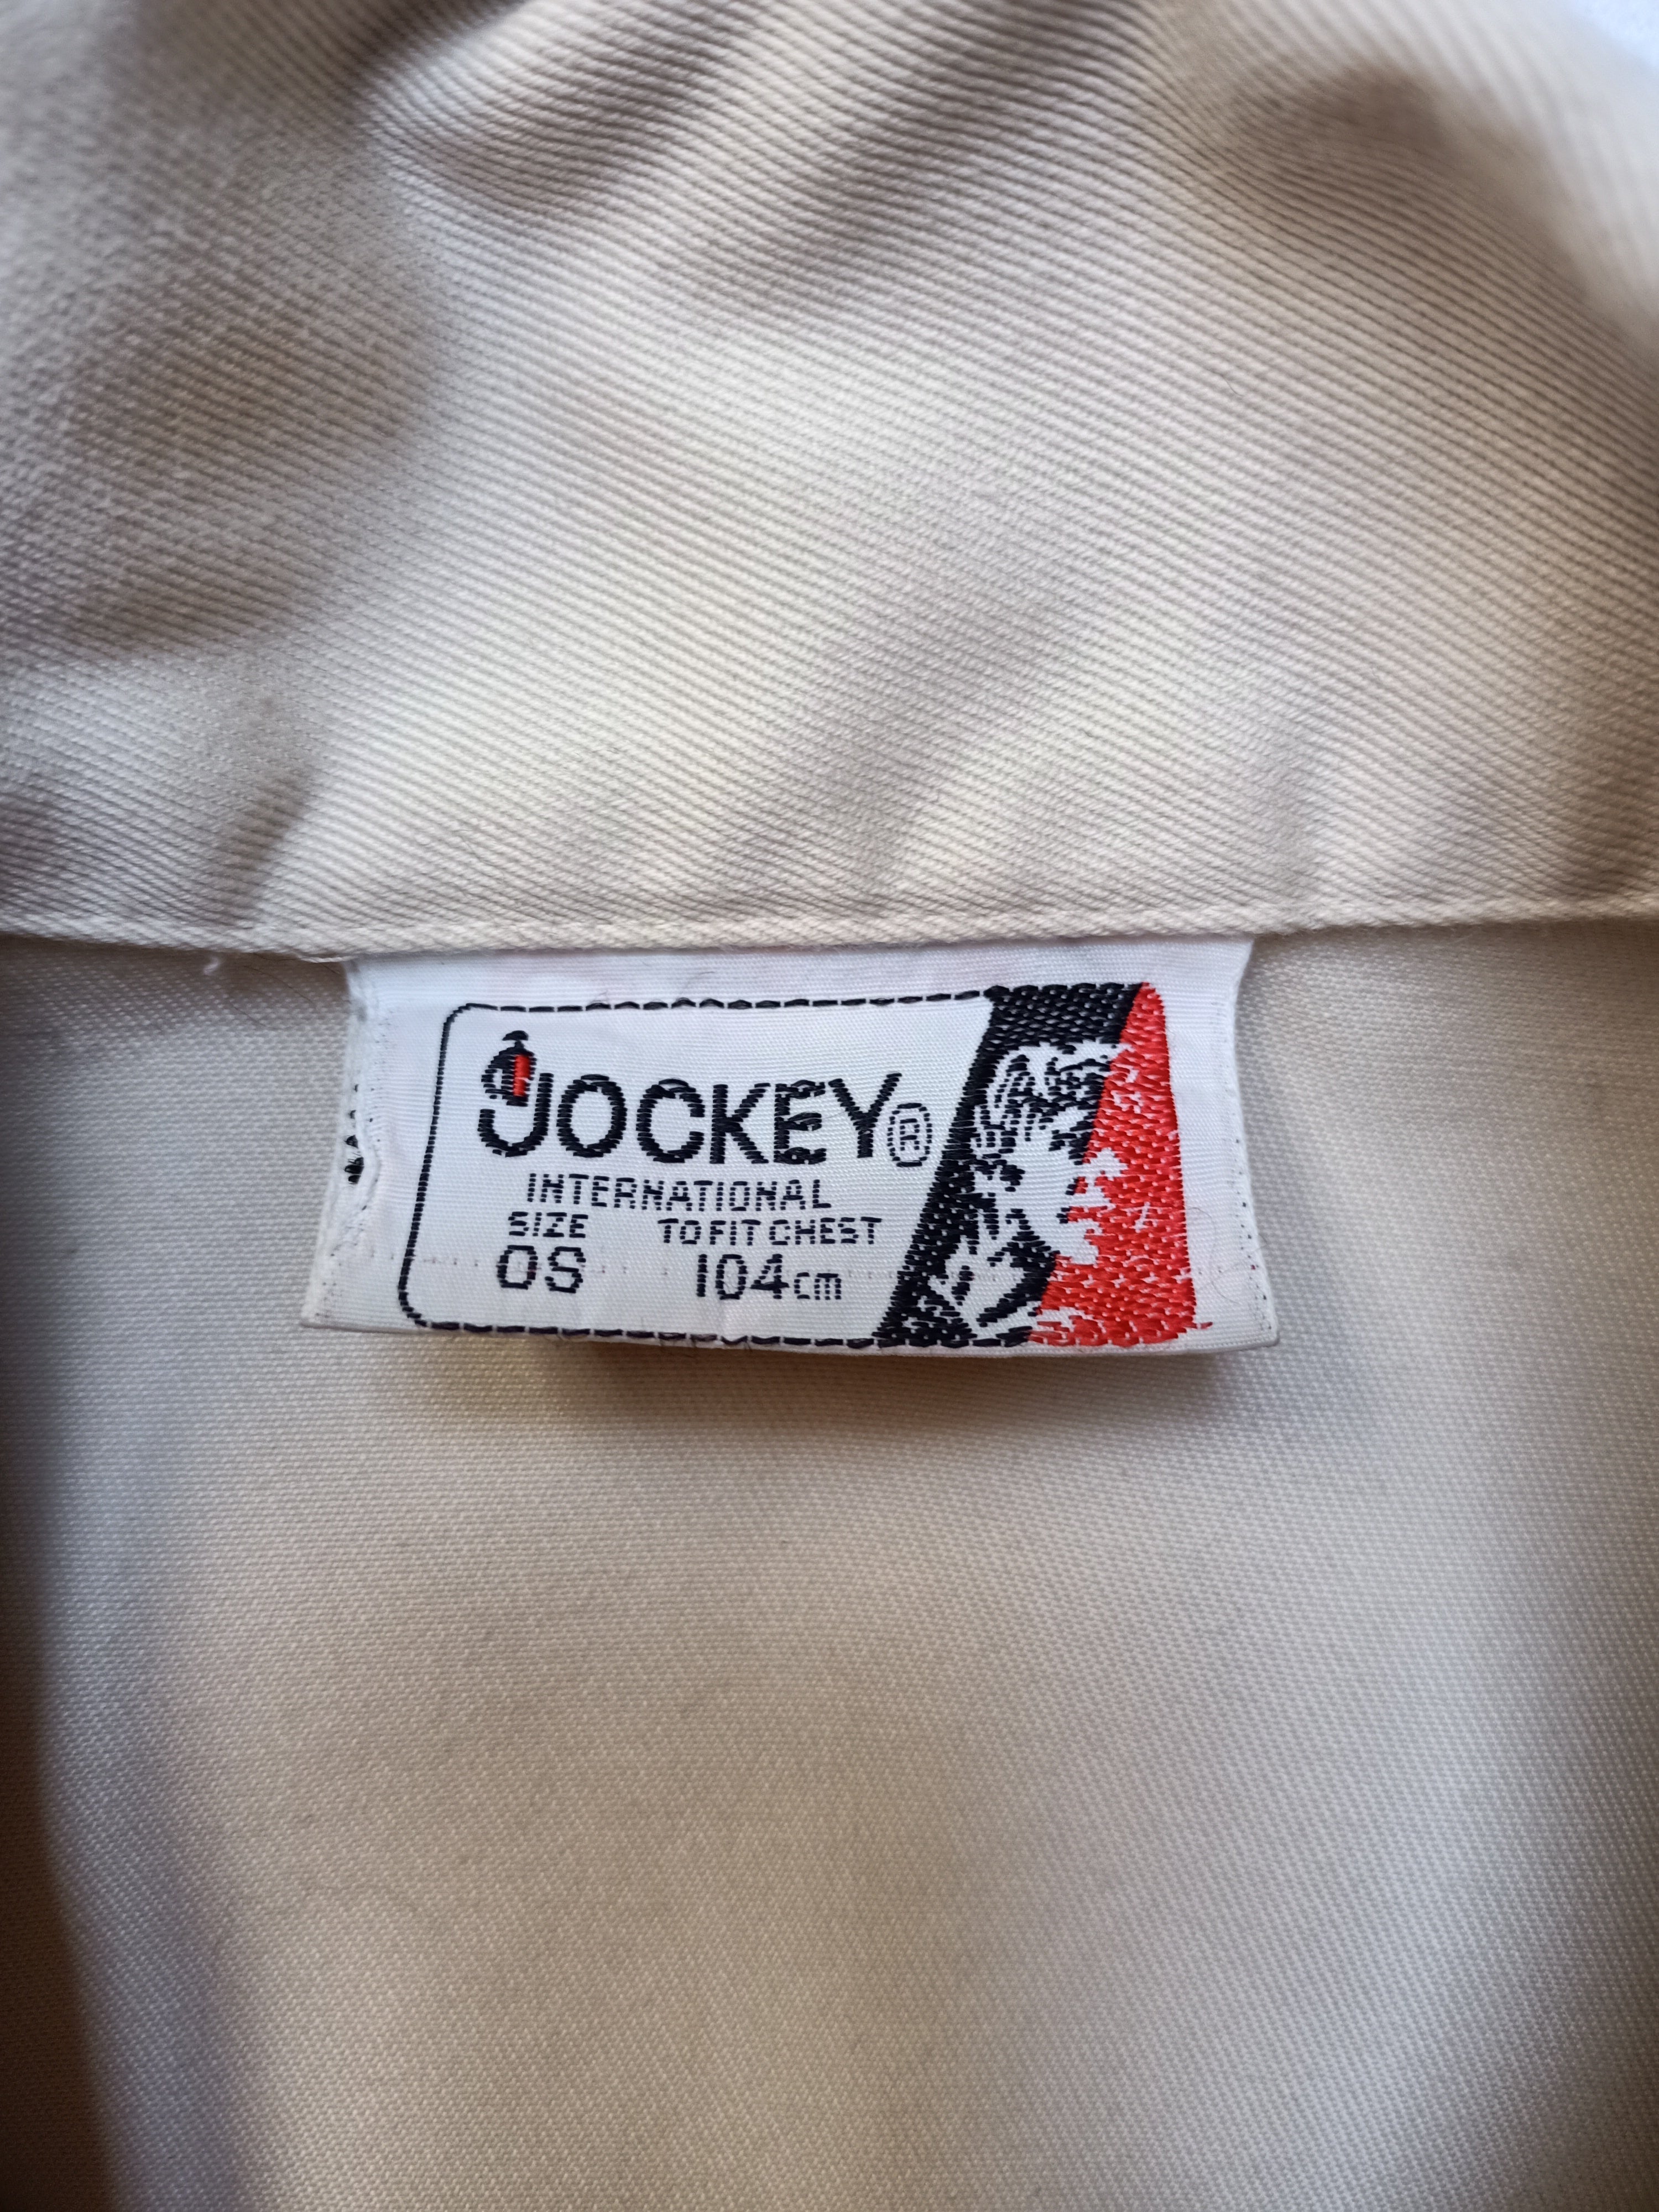 JOCKEY®
INTERNATIONAL
SIZE TO FIT CHEST
OS 104cm